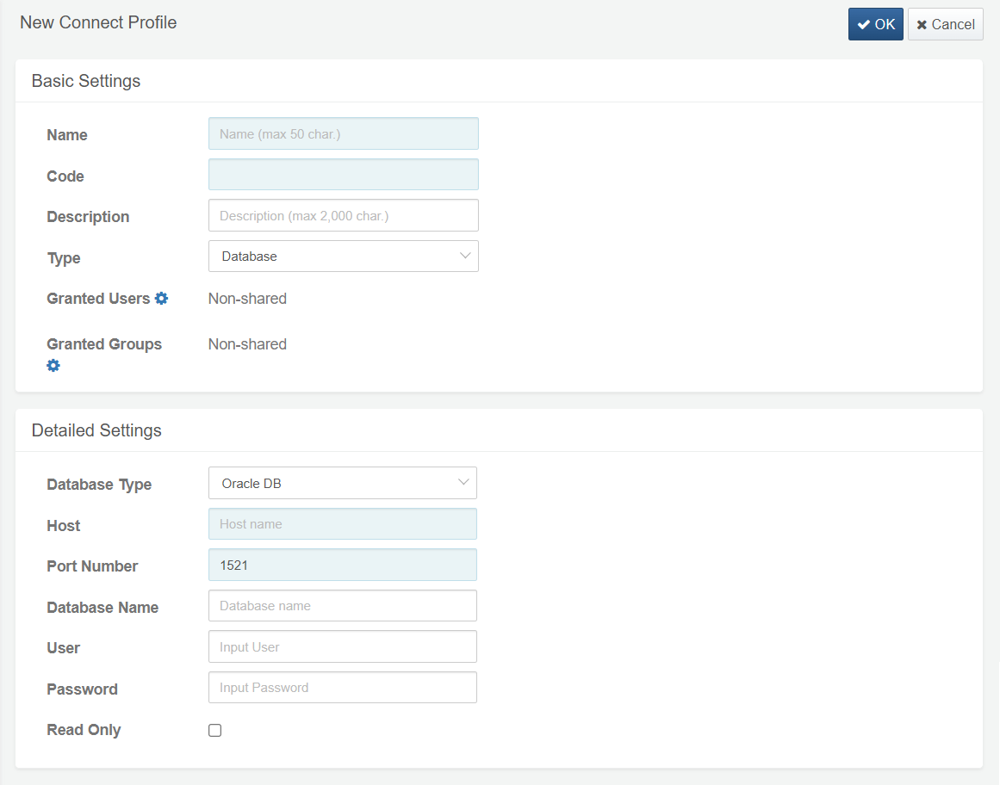 New Connect Profile
OK
Cancel
Basic Settings
Name
Name (max 50 char.)
Code
Description
Description (max 2,000 char.)
Type
Database
Granted Users
Non-shared
Granted Groups
Non-shared
Detailed Settings
Database Type
Oracle DB
Host
Host name
Port Number
1521
Database Name
Database name
User
Input User
Password
Input Password
Read Only